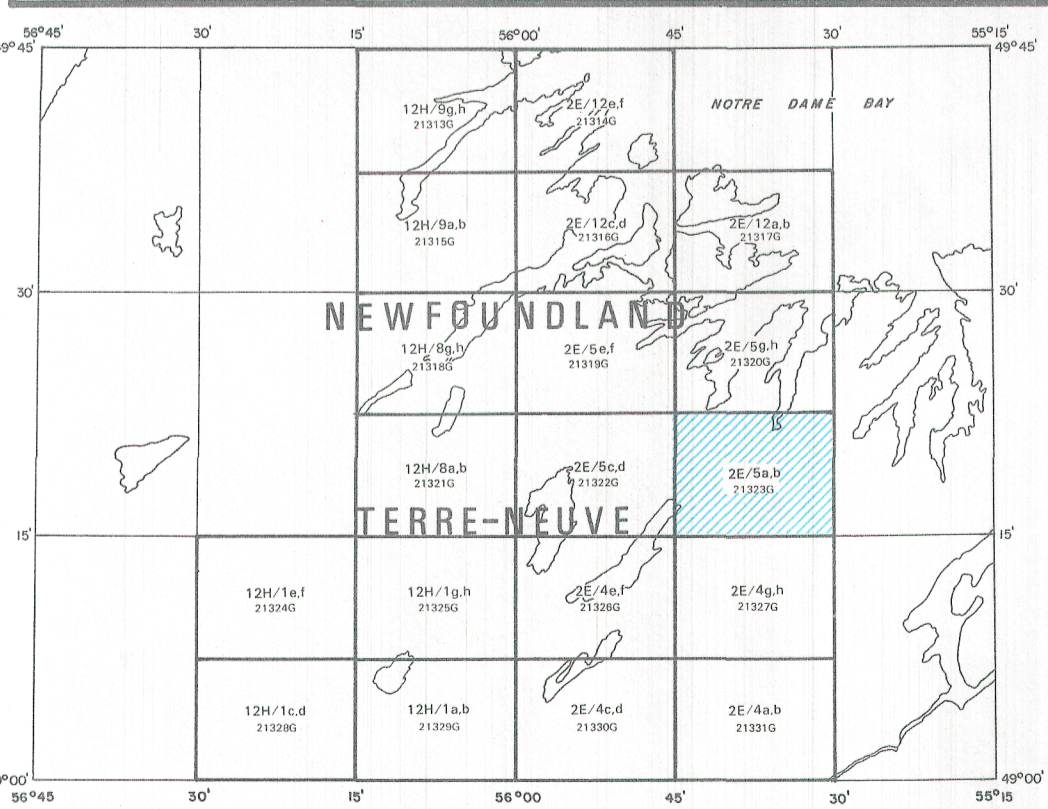 56°45' 30' 15' 56°00' 45' 30' 55°15'
49°45' 49°45'
12H/9g,h 2E/12e,f NOTRE DAME BAY
21313G 21314G
12H/9a,b 2E/12c,d 2E/12a,b
21315G 21316G 21317G
30' 30'
NEWFOUNDLAND
12H/8g,h 2E/5e,f 2E/5g,h
21318G 21319G 21320G
12H/8a,b 2E/5c,d 2E/5a,b
21321G 21322G 21323G
TERRE-NEUVE
15' 15'
12H/1e,f 12H/1g,h 2E/4e,f 2E/4g,h
21324G 21325G 21326G 21327G
12H/1c,d 12H/1a,b 2E/4c,d 2E/4a,b
21328G 21329G 21330G 21331G
9°00' 49°00'
56°45' 30' 15' 56°00' 45' 30' 55°15'